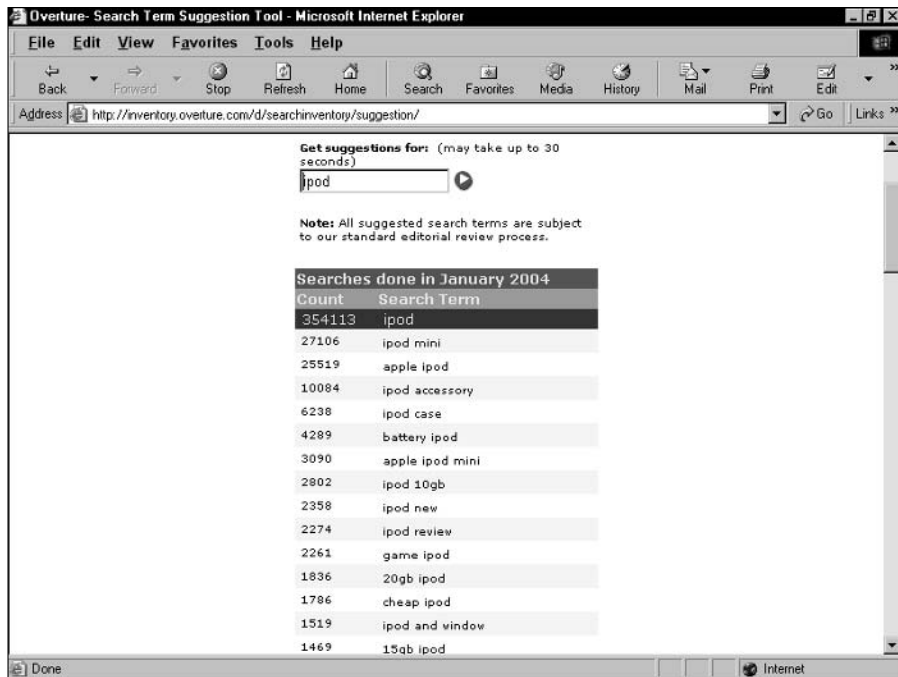 Overture- Search Term Suggestion Tool - Microsoft Internet Explorer
File Edit View Favorites Tools Help
Back Forward Stop Refresh Home Search Favorites Media History Mail Print Edit
Address http://inventory.overture.com/d/searchinventory/suggestion/ Go Links »
Get suggestions for: (may take up to 30
seconds)
ipod
Note: All suggested search terms are subject
to our standard editorial review process.
Searches done in January 2004
Count Search Term
354113 ipod
27106 ipod mini
25519 apple ipod
10084 ipod accessory
6238 ipod case
4289 battery ipod
3090 apple ipod mini
2802 ipod 10gb
2358 ipod new
2274 ipod review
2261 game ipod
1836 20gb ipod
1786 cheap ipod
1519 ipod and window
1469 15gb ipod
Done Internet